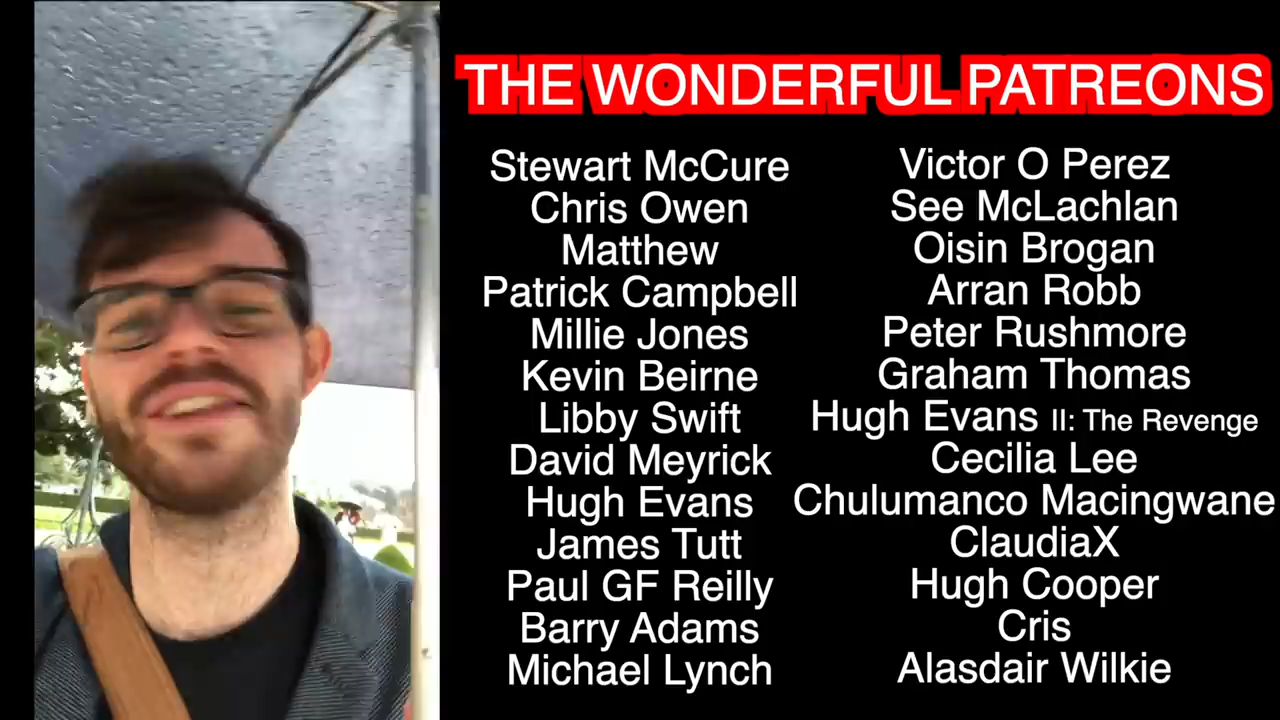 THE WONDERFUL PATREONS
Stewart McCure
Chris Owen
Matthew
Patrick Campbell
Millie Jones
Kevin Beirne
Libby Swift
David Meyrick
Hugh Evans
James Tutt
Paul GF Reilly
Barry Adams
Michael Lynch
Victor O Perez
See McLachlan
Oisin Brogan
Arran Robb
Peter Rushmore
Graham Thomas
Hugh Evans II: The Revenge
Cecilia Lee
Chulumanco Macingwane
ClaudiaX
Hugh Cooper
Cris
Alasdair Wilkie